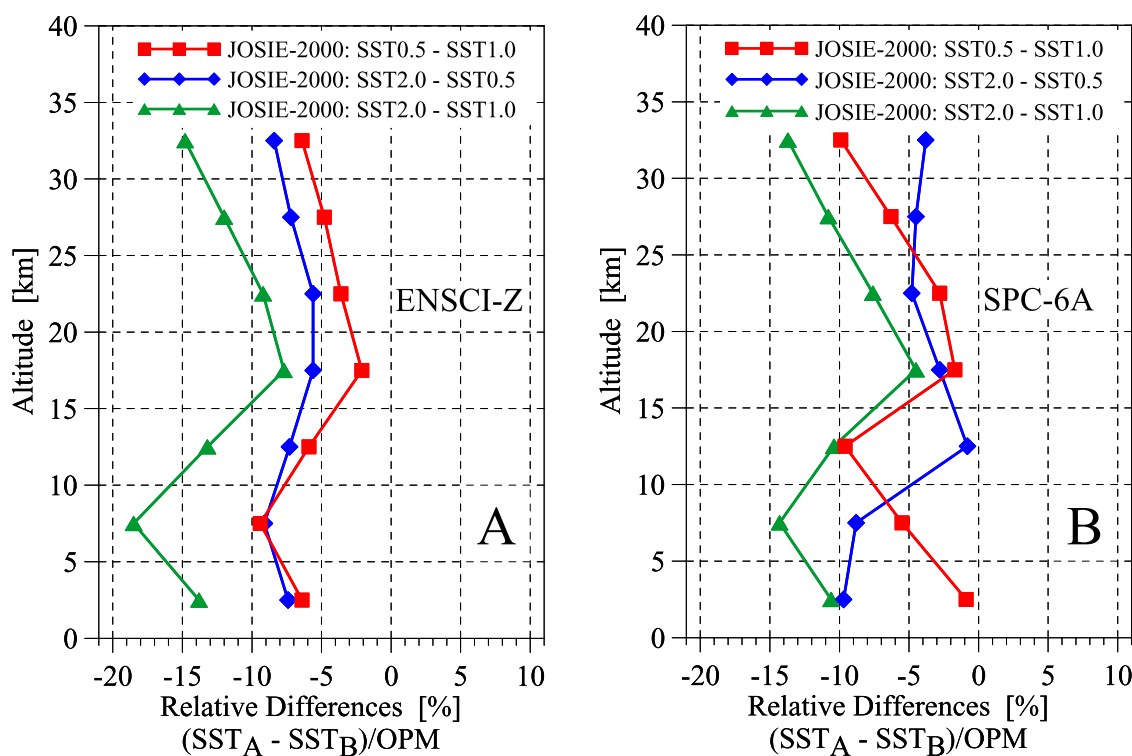 40
JOSIE-2000: SST0.5 - SST1.0
JOSIE-2000: SST2.0 - SST0.5
JOSIE-2000: SST2.0 - SST1.0
35
30
25
20
15
10
5
0
Altitude [km]
ENSCI-Z
A
-20 -15 -10 -5 0 5 10
Relative Differences [%]
(SSTA - SSTB)/OPM
40
JOSIE-2000: SST0.5 - SST1.0
JOSIE-2000: SST2.0 - SST0.5
JOSIE-2000: SST2.0 - SST1.0
35
30
25
20
15
10
5
0
Altitude [km]
SPC-6A
B
-20 -15 -10 -5 0 5 10
Relative Differences [%]
(SSTA - SSTB)/OPM